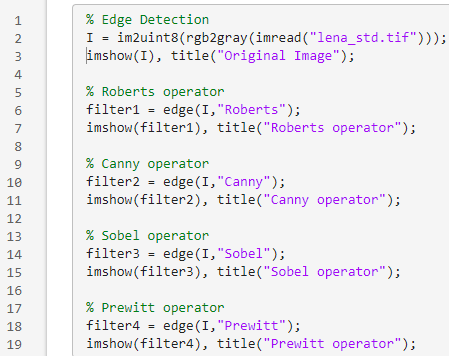 1 % Edge Detection
2 I = im2uint8(rgb2gray(imread("lena_std.tif")));
3 imshow(I), title("Original Image");
4
5 % Roberts operator
6 filter1 = edge(I,"Roberts");
7 imshow(filter1), title("Roberts operator");
8
9 % Canny operator
10 filter2 = edge(I,"Canny");
11 imshow(filter2), title("Canny operator");
12
13 % Sobel operator
14 filter3 = edge(I,"Sobel");
15 imshow(filter3), title("Sobel operator");
16
17 % Prewitt operator
18 filter4 = edge(I,"Prewitt");
19 imshow(filter4), title("Prewitt operator");